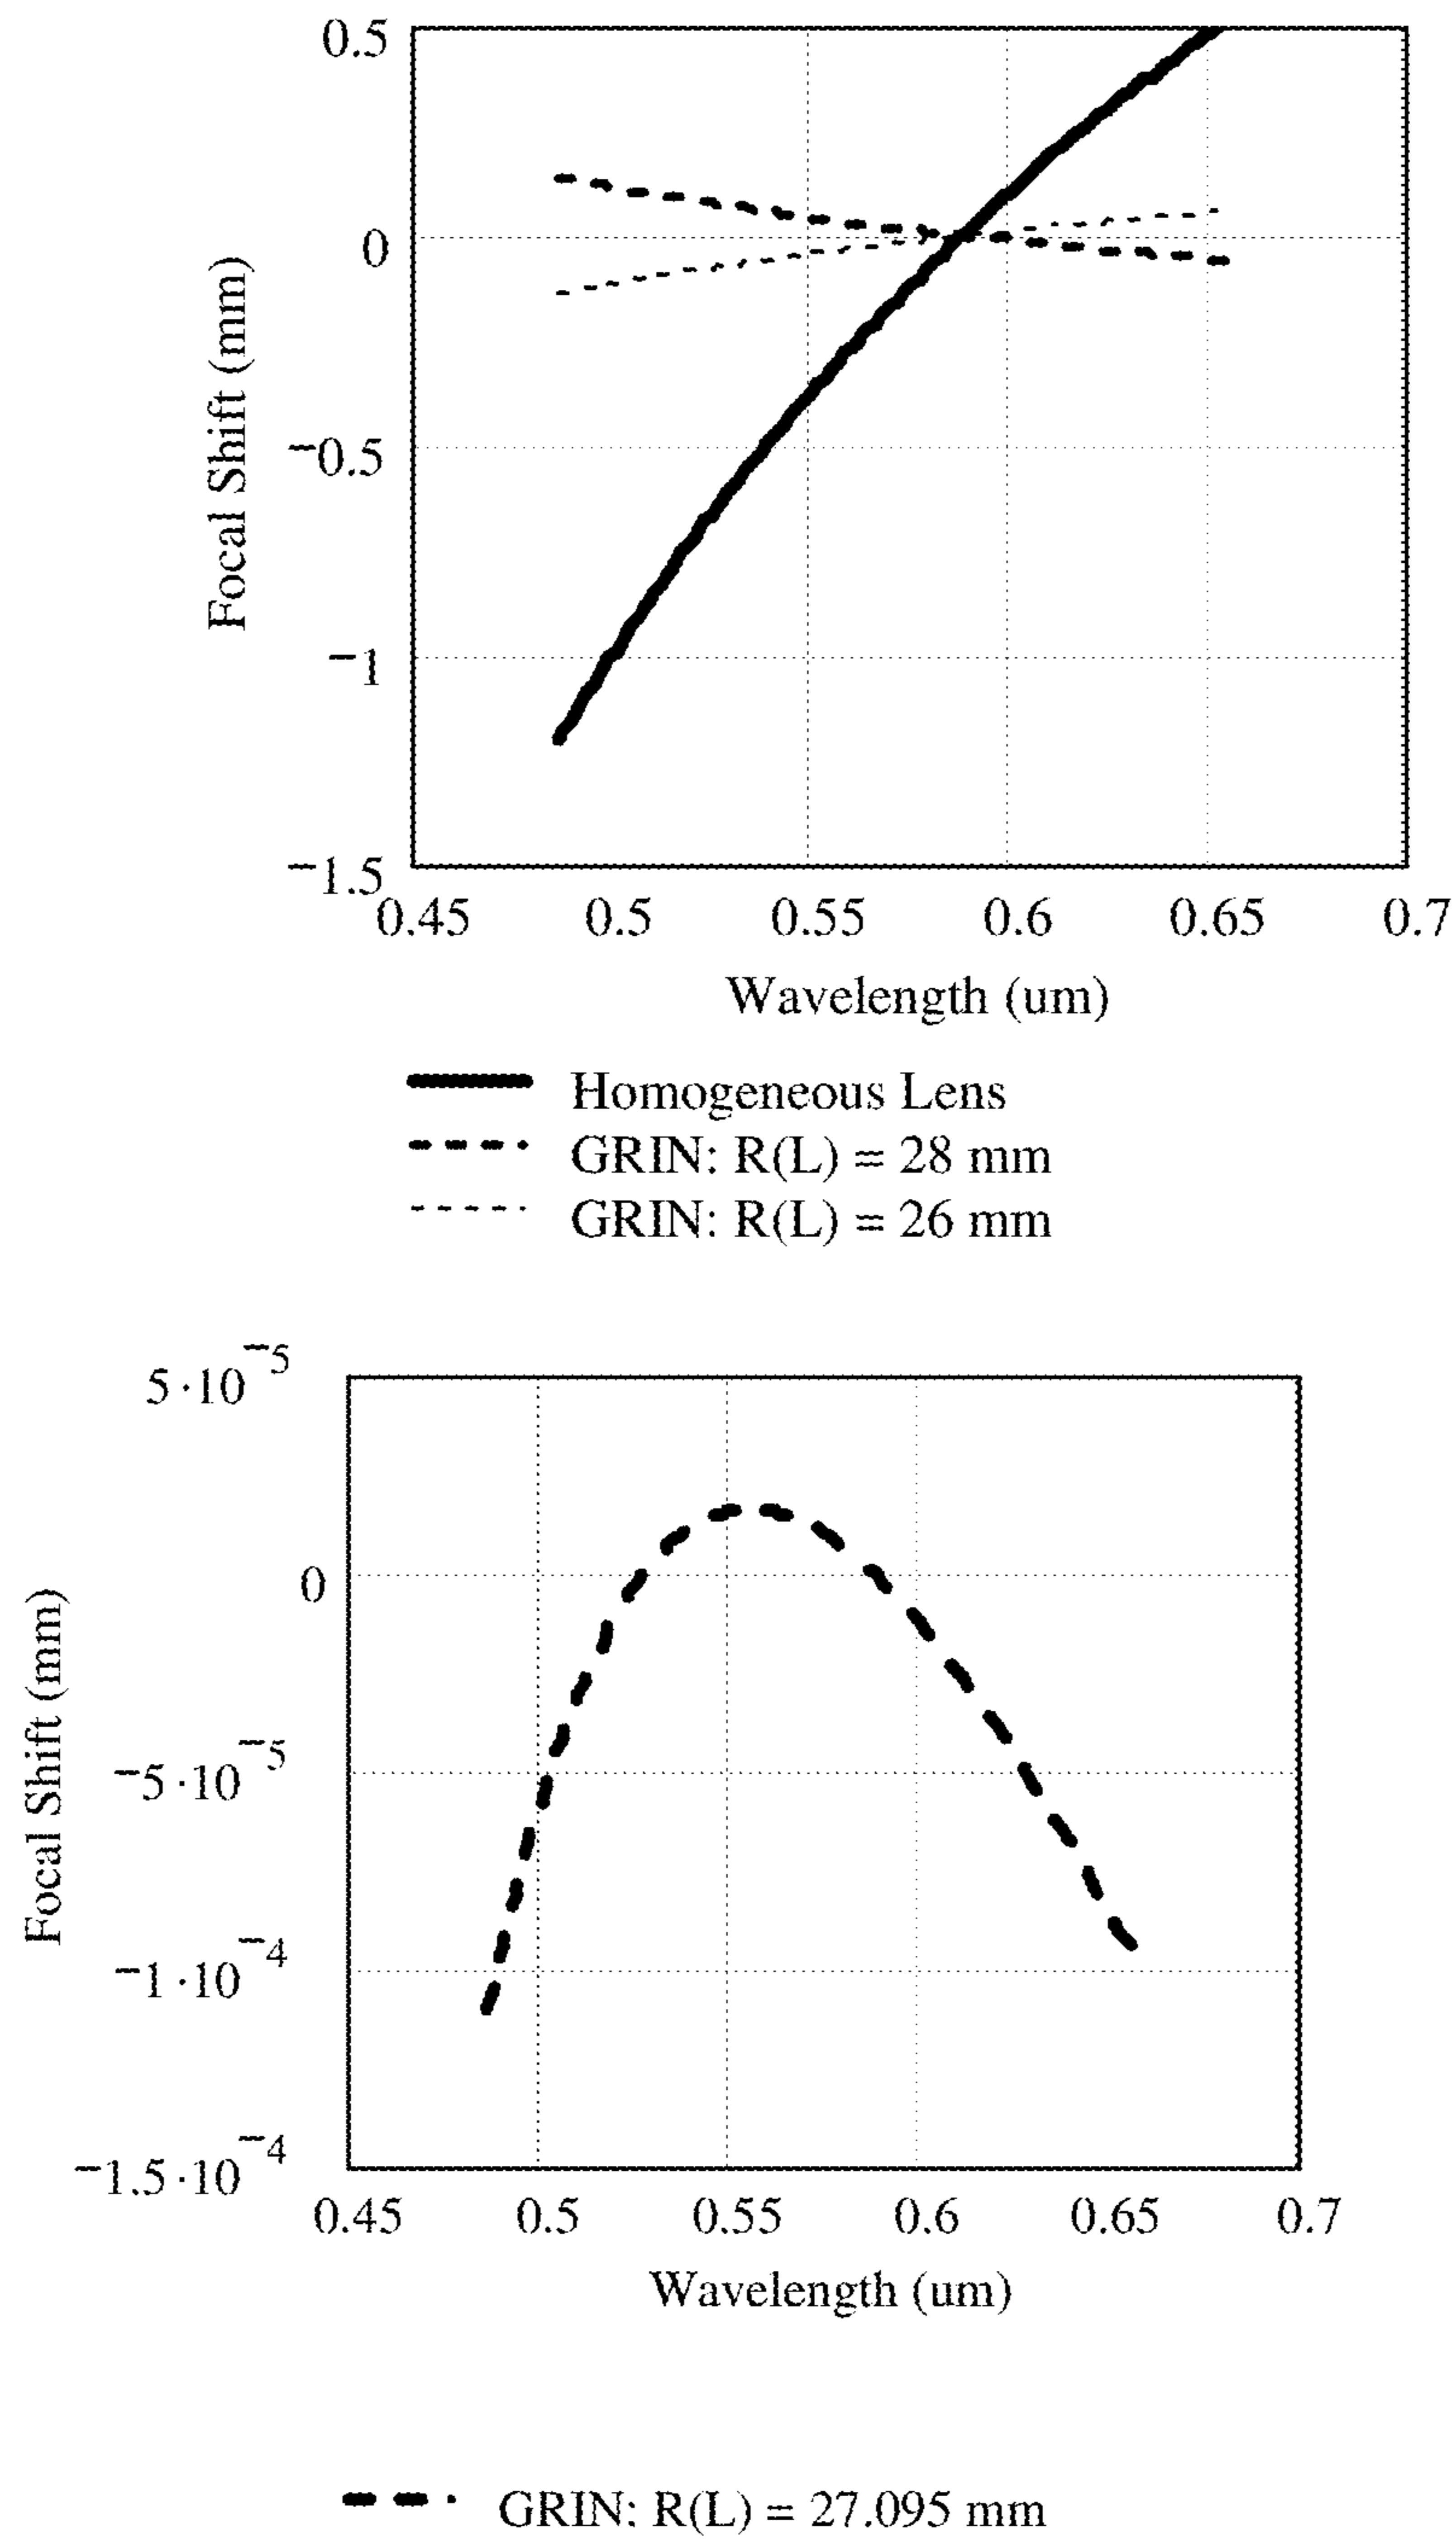 0.5
0
−0.5
−1
−1.5
Focal Shift (mm)
0.45 0.5 0.55 0.6 0.65 0.7
Wavelength (um)
Homogeneous Lens
GRIN: R(L) = 28 mm
GRIN: R(L) = 26 mm
5·10⁻⁵
0
−5·10⁻⁵
−1·10⁻⁴
−1.5·10⁻⁴
Focal Shift (mm)
0.45 0.5 0.55 0.6 0.65 0.7
Wavelength (um)
GRIN: R(L) = 27.095 mm